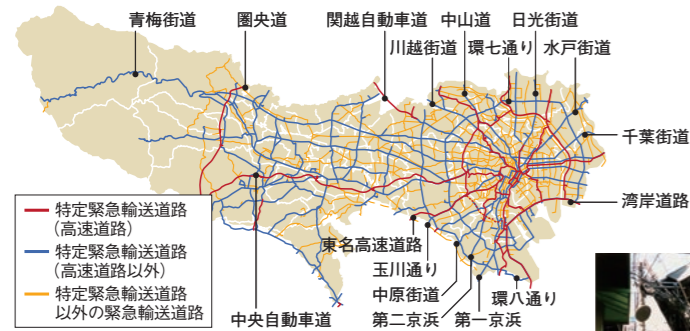 青梅街道
圏央道
関越自動車道
中山道
日光街道
川越街道
環七通り
水戸街道
千葉街道
湾岸道路
特定緊急輸送道路
(高速道路)
特定緊急輸送道路
(高速道路以外)
特定緊急輸送道路
以外の緊急輸送道路
東名高速道路
玉川通り
中原街道
環八通り
中央自動車道
第二京浜
第一京浜